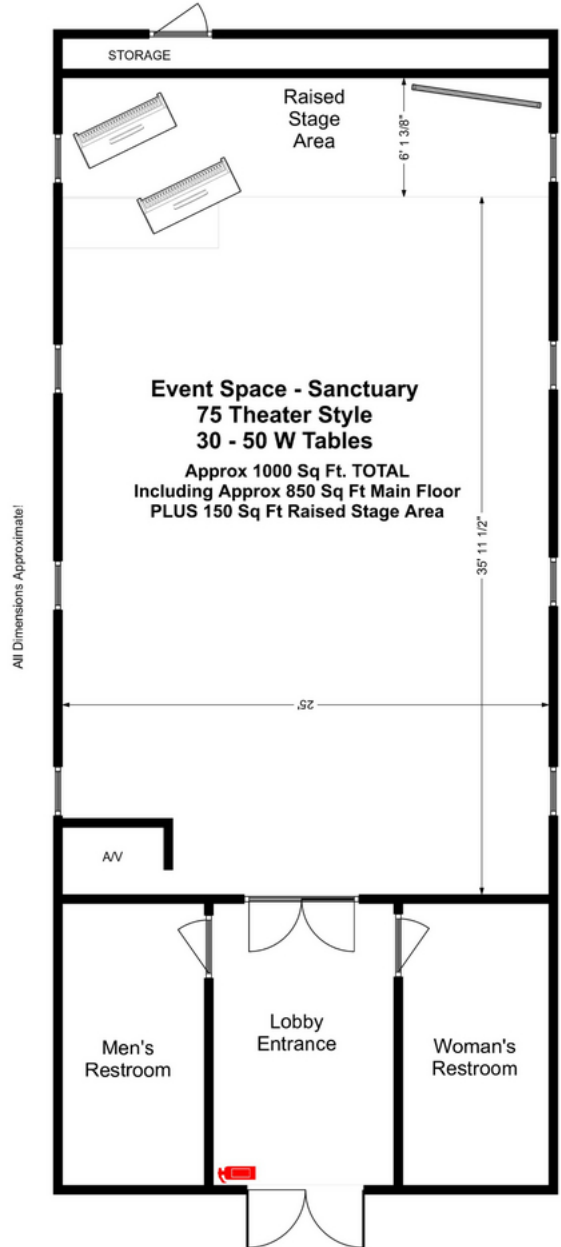 STORAGE
Raised
Stage
Area
6' 1 3/8"
Event Space - Sanctuary
75 Theater Style
30 - 50 W Tables
Approx 1000 Sq Ft. TOTAL
Including Approx 850 Sq Ft Main Floor
PLUS 150 Sq Ft Raised Stage Area
35' 11 1/2"
All Dimensions Approximate!
25'
A/V
Men's
Restroom
Lobby
Entrance
Woman's
Restroom